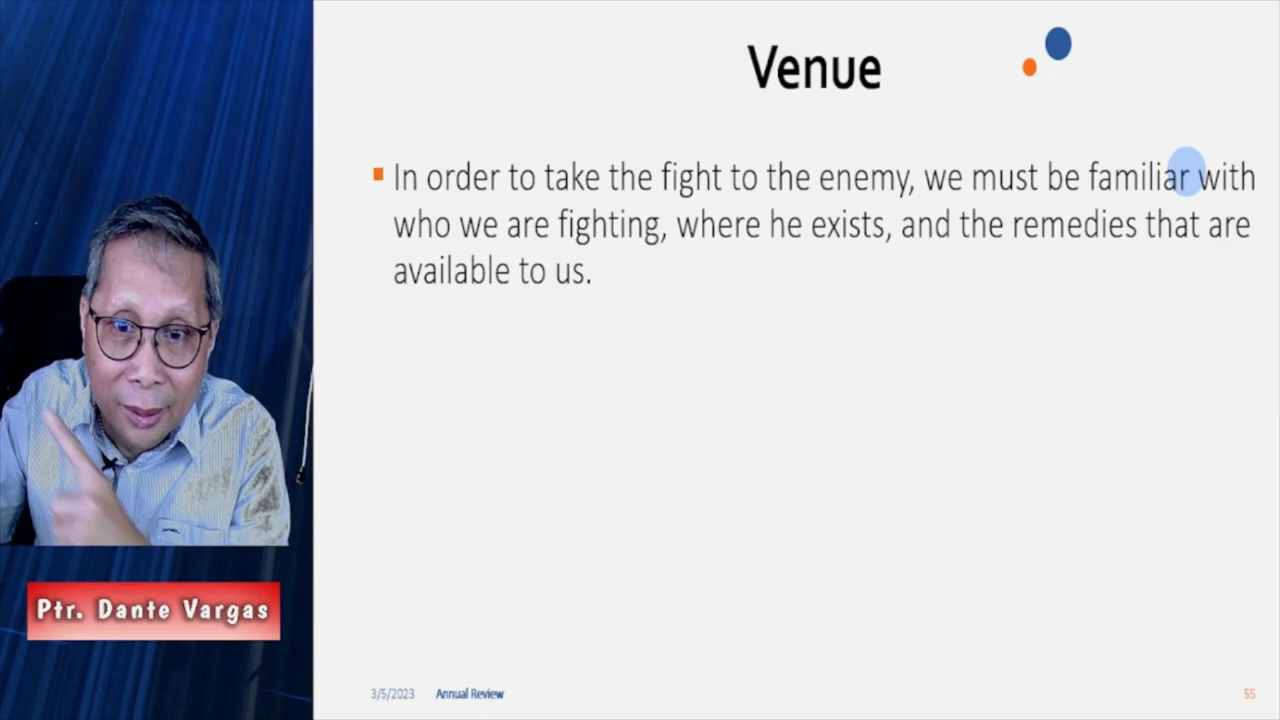 Venue
In order to take the fight to the enemy, we must be familiar with
who we are fighting, where he exists, and the remedies that are
available to us.
Ptr. Dante Vargas
3/5/2023 Annual Review 55